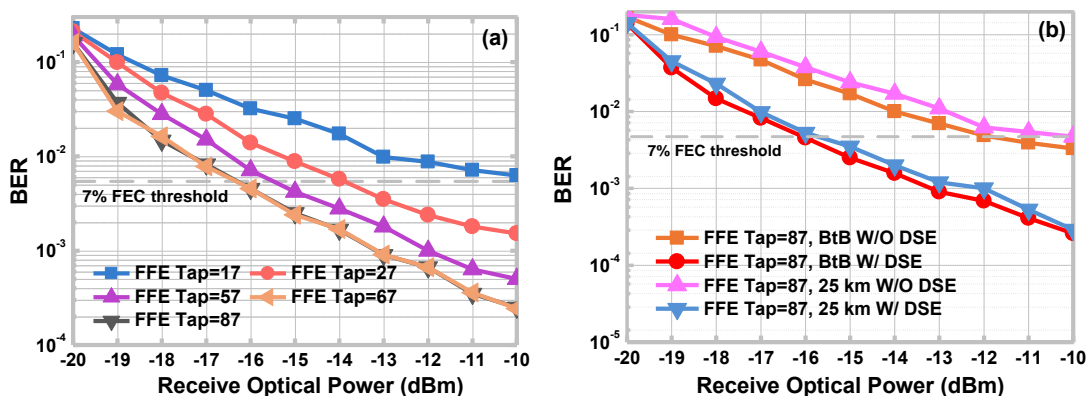 (a)
10-1
10-2
10-3
10-4
BER
7% FEC threshold
FFE Tap=17
FFE Tap=27
FFE Tap=57
FFE Tap=67
FFE Tap=87
-20 -19 -18 -17 -16 -15 -14 -13 -12 -11 -10
Receive Optical Power (dBm)
(b)
10-1
10-2
10-3
10-4
10-5
BER
7% FEC threshold
FFE Tap=87, BtB W/O DSE
FFE Tap=87, BtB W/ DSE
FFE Tap=87, 25 km W/O DSE
FFE Tap=87, 25 km W/ DSE
-20 -19 -18 -17 -16 -15 -14 -13 -12 -11 -10
Receive Optical Power (dBm)